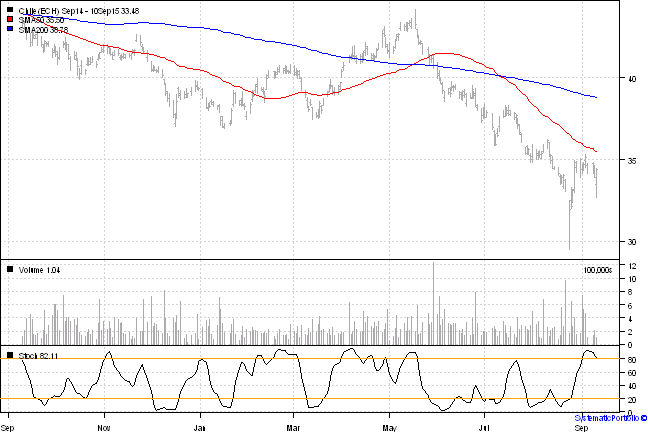 Chile(ECH) Sep14 - 10Sep15 33.48
SMA50 35.50
SMA200 38.78
40
35
30
Volume 1.04
100,000s
12
10
8
6
4
2
0
Stoch 82.11
80
60
40
20
0
Sep Nov Jan Mar May Jul Sep
SystematicPortfolio ©